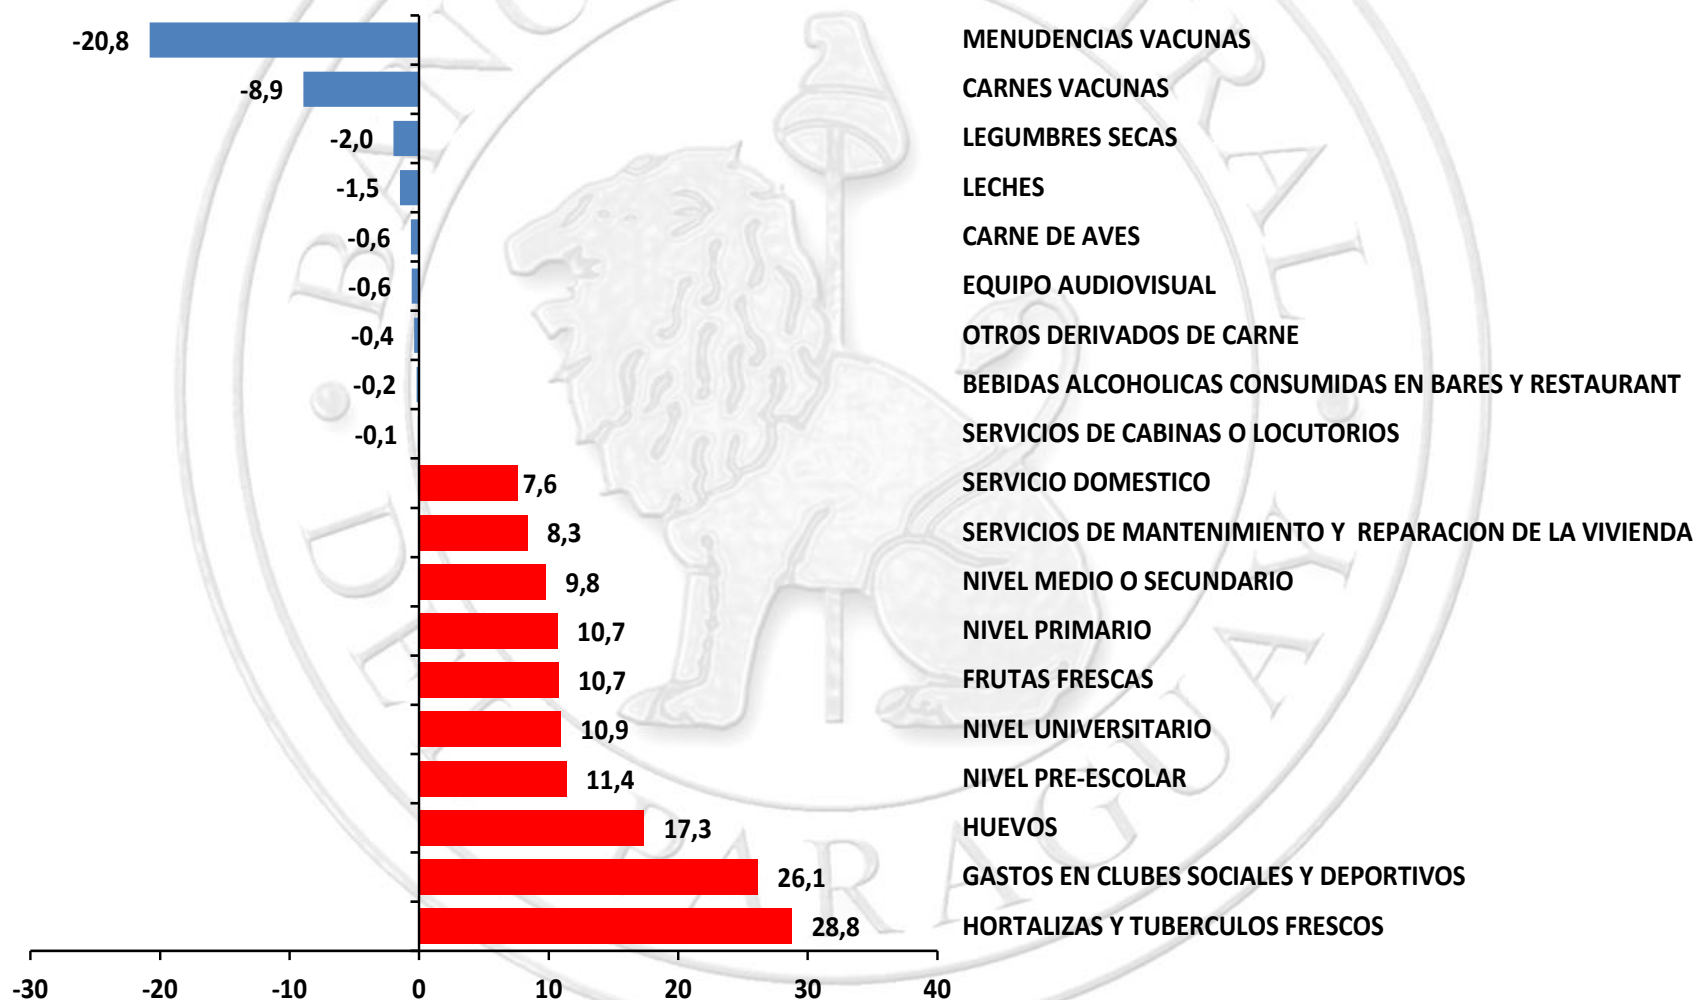 -20,8 MENUDENCIAS VACUNAS
-8,9 CARNES VACUNAS
-2,0 LEGUMBRES SECAS
-1,5 LECHES
-0,6 CARNE DE AVES
-0,6 EQUIPO AUDIOVISUAL
-0,4 OTROS DERIVADOS DE CARNE
-0,2 BEBIDAS ALCOHOLICAS CONSUMIDAS EN BARES Y RESTAURANT
-0,1 SERVICIOS DE CABINAS O LOCUTORIOS
7,6 SERVICIO DOMESTICO
8,3 SERVICIOS DE MANTENIMIENTO Y  REPARACION DE LA VIVIENDA
9,8 NIVEL MEDIO O SECUNDARIO
10,7 NIVEL PRIMARIO
10,7 FRUTAS FRESCAS
10,9 NIVEL UNIVERSITARIO
11,4 NIVEL PRE-ESCOLAR
17,3 HUEVOS
26,1 GASTOS EN CLUBES SOCIALES Y DEPORTIVOS
28,8 HORTALIZAS Y TUBERCULOS FRESCOS
-30 -20 -10 0 10 20 30 40
PARAGUAY